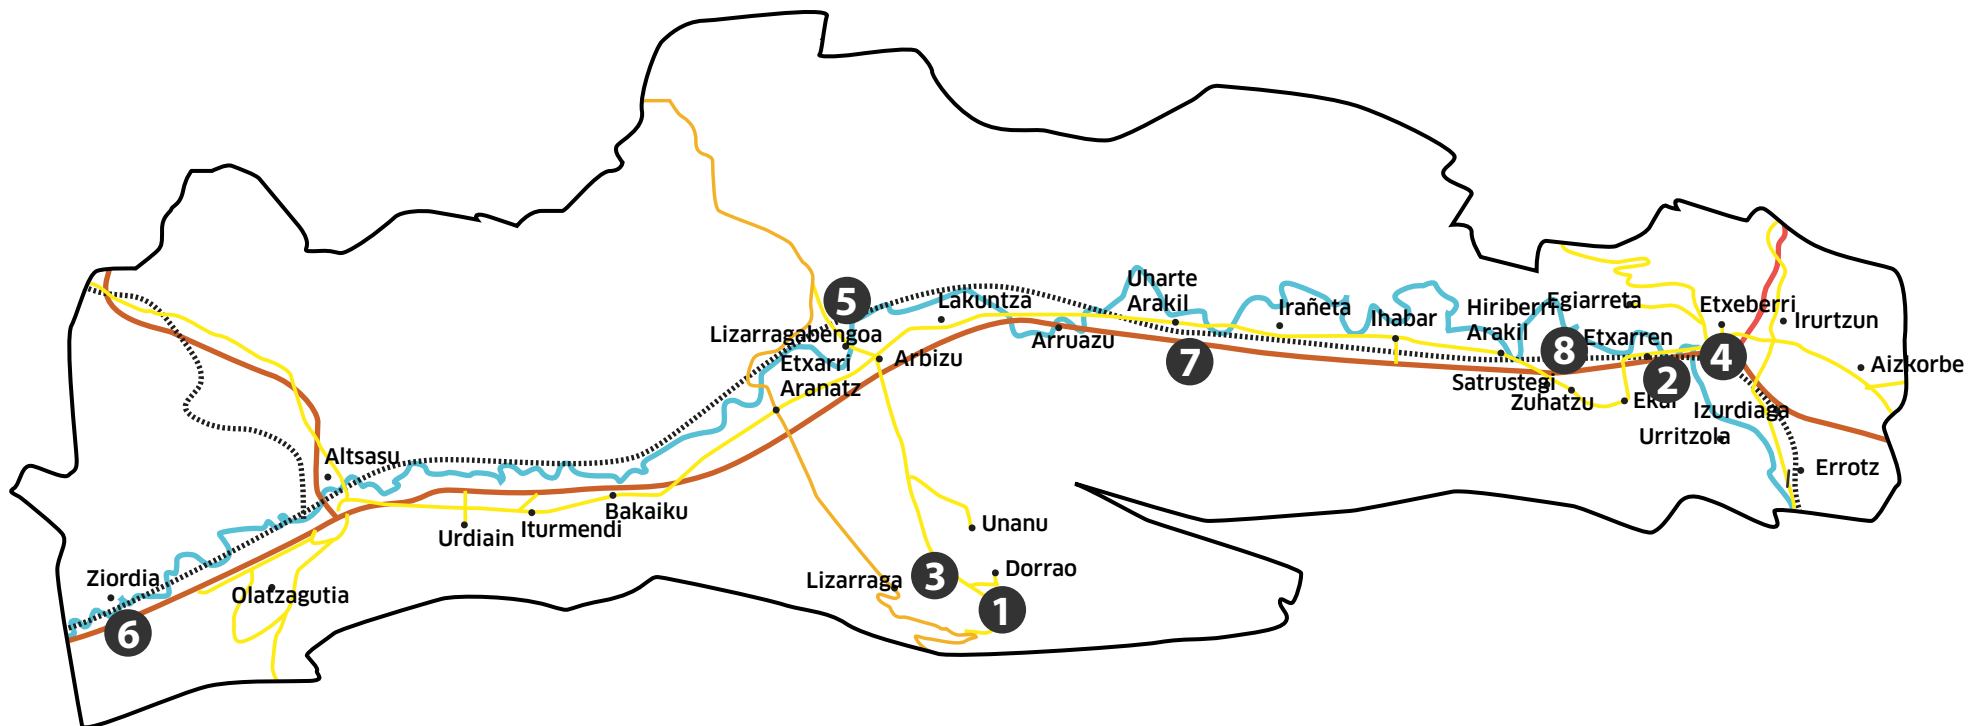 5
Uharte
Arakil
Lakuntza
Irañeta
Hiriberri
Arakil
Egiarreta
Etxeberri
Irurtzun
Ihabar
Lizarragabengoa
Arruazu
Etxarri
Aranatz
Arbizu
7
8
Etxarren
4
2
Aizkorbe
Satrustegi
Zuhatzu
Ekai
Izurdiaga
Urritzola
Errotz
Altsasu
Bakaiku
Iturmendi
Urdiain
Unanu
Dorrao
Lizarraga
3
1
Ziordia
Olatzagutia
6